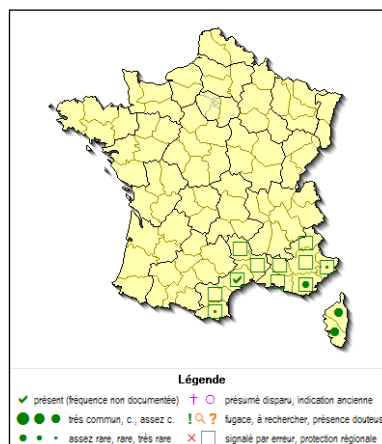 Légende
présent (fréquence non documentée) présumé disparu, indication ancienne
très commun, c., assez c. fugace, à rechercher, présence douteus
assez rare, rare, très rare signalé par erreur, protection régionale